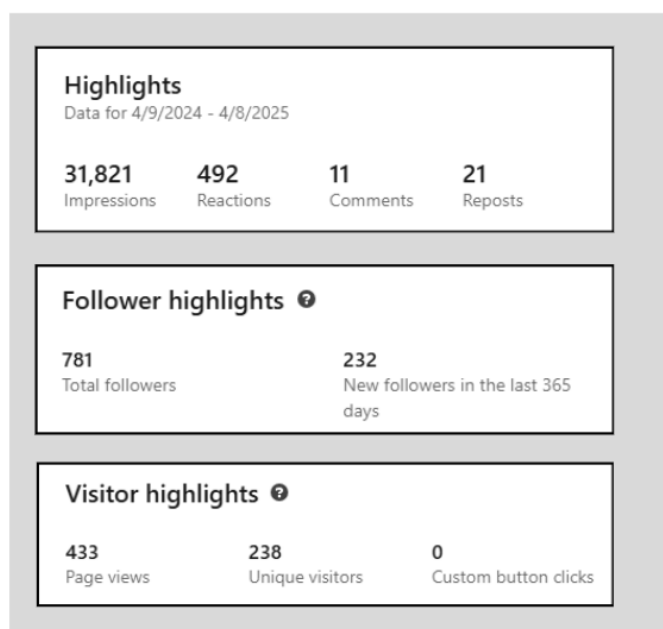 Highlights
Data for 4/9/2024 - 4/8/2025
31,821 492 11 21
Impressions Reactions Comments Reposts
Follower highlights ?
781 232
Total followers New followers in the last 365
days
Visitor highlights ?
433 238 0
Page views Unique visitors Custom button clicks